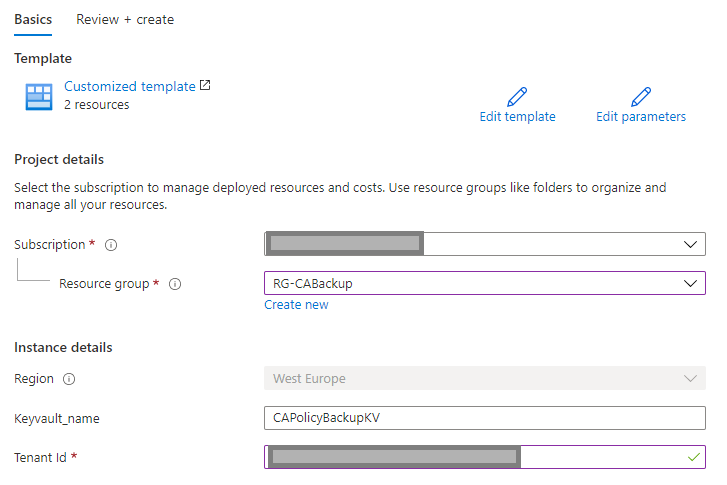 Basics Review + create
Template
Customized template
2 resources
Edit template Edit parameters
Project details
Select the subscription to manage deployed resources and costs. Use resource groups like folders to organize and
manage all your resources.
Subscription *
Resource group * RG-CABackup
Create new
Instance details
Region West Europe
Keyvault_name CAPolicyBackupKV
Tenant Id *